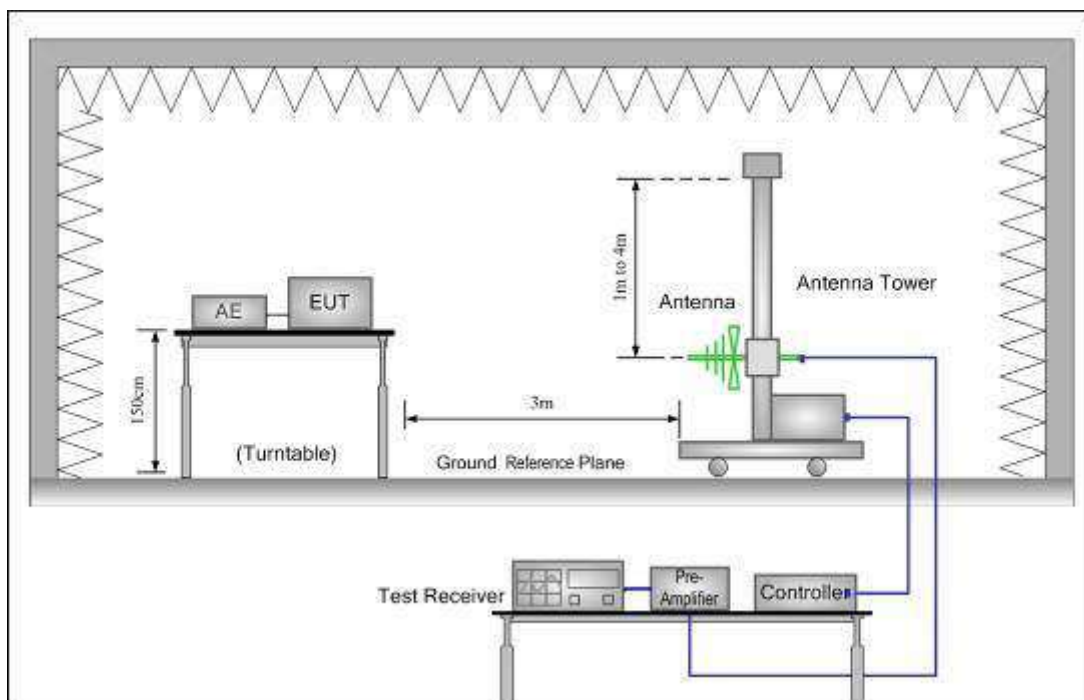 1m to 4m
Antenna Tower
Antenna
AE
EUT
150cm
3m
(Turntable)
Ground Reference Plane
Test Receiver
Pre-
Amplifier
Controller